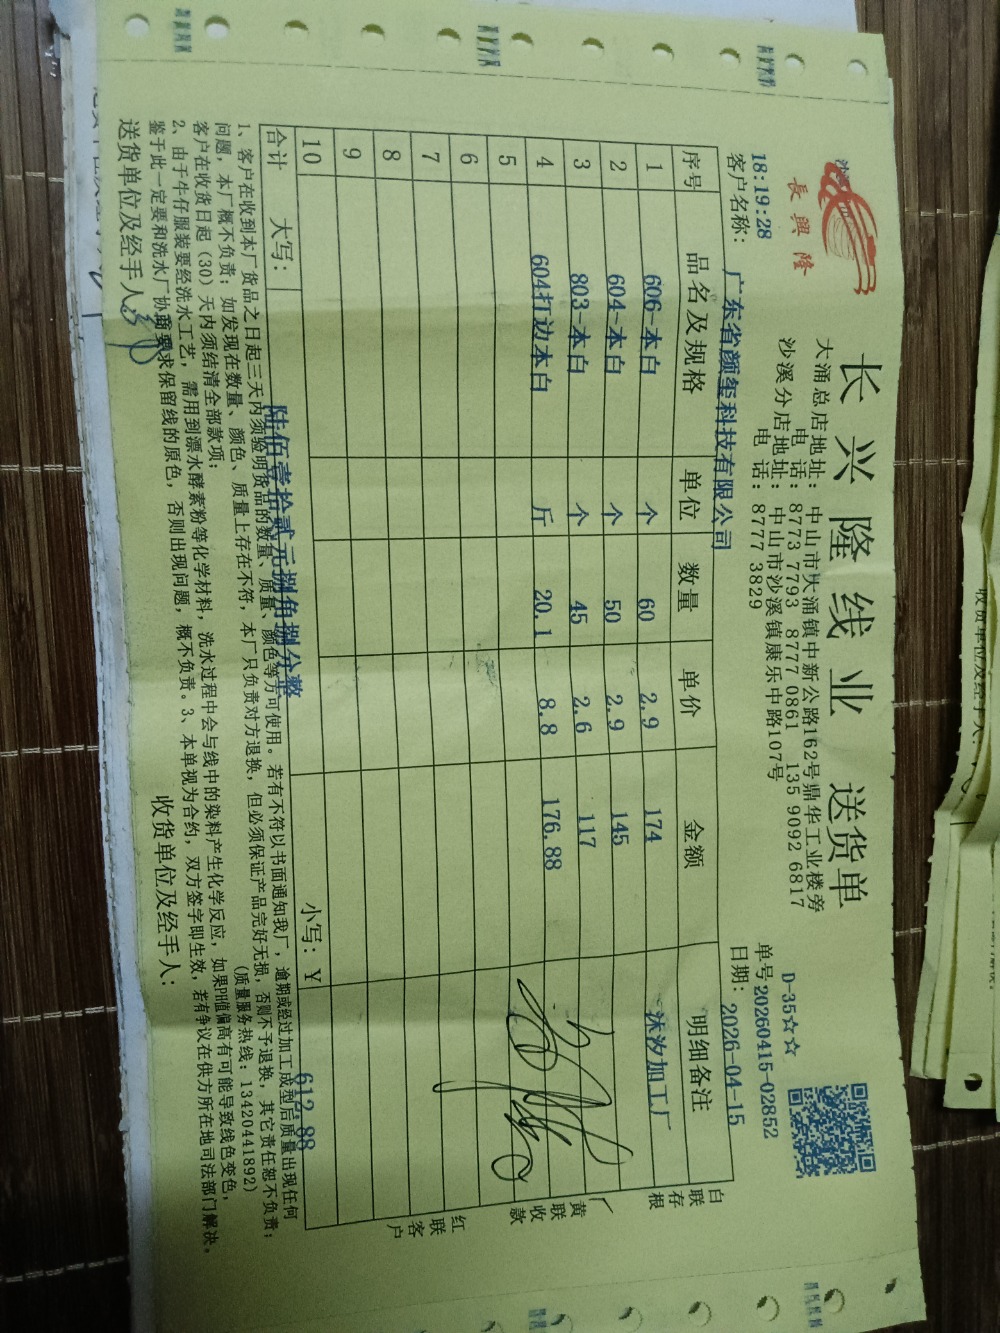 長興隆
长兴隆线业 送货单
大涌总店地址: 中山市大涌镇中新公路162号鼎华工业楼旁
电 话: 8773 7793 8777 0861 135 9092 6817
沙溪分店地址: 中山市沙溪镇康乐中路107号
电 话: 8777 3829
D-35☆☆
单号 20260415-02852
18:19:28
客户名称: 广东省颜玺科技有限公司
日期: 2026-04-15
序号 品名及规格 单位 数量 单价 金额 明细备注
1 606-本白 个 60 2.9 174 沐汐加工厂
2 604-本白 个 50 2.9 145
3 803-本白 个 45 2.6 117
4 604打边本白 斤 20.1 8.8 176.88
5
6
7
8
9
10
合计 大写: 陆佰壹拾贰元捌角捌分整 小写: ￥ 612.88
白联存根
黄联收款
红联客户
1、客户在收到本厂货品之日起三天内须验明货品的数量、质量、颜色等方可使用。若有不符以书面通知我厂, 逾期或经过加工成型后质量出现任何
问题, 本厂概不负责; 如发现在数量、颜色、质量上存在不符, 本厂只负责对方退换, 但必须保证产品完好无损, 否则不予退换, 其它责任恕不负责;
客户在收货日起 (30) 天内须结清全部款项; (质量服务热线: 13420441892)
2、由于牛仔服装要经洗水工艺, 需用到漂水酵素粉等化学材料, 洗水过程中会与线中的染料产生化学反应, 如果PH值偏高有可能导致线色变色,
鉴于此一定要和洗水厂协商要求保留线的原色, 否则出现问题, 概不负责。3、本单视为合约, 双方签字即生效, 若有争议在供方所在地司法部门解决。
送货单位及经手人:
收货单位及经手人:
收货单位及经手人: